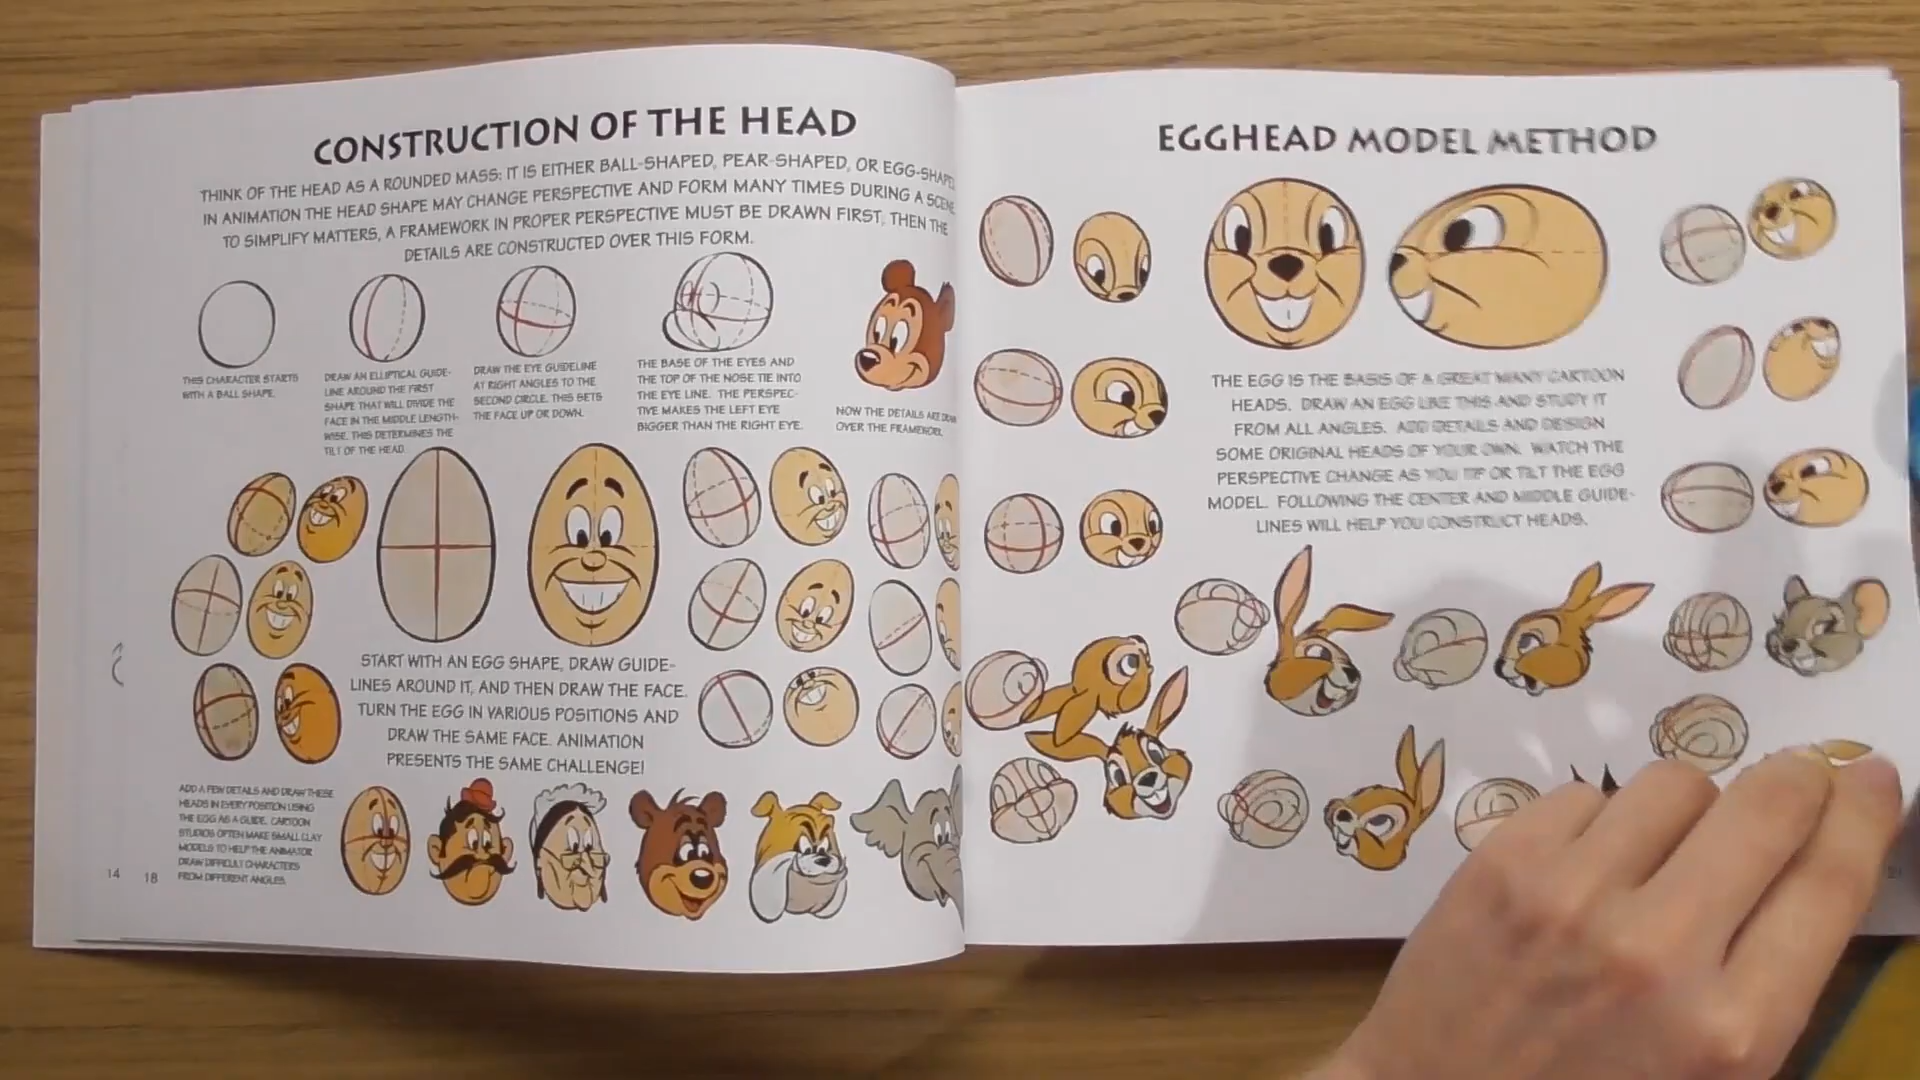 CONSTRUCTION OF THE HEAD
THINK OF THE HEAD AS A ROUNDED MASS: IT IS EITHER BALL-SHAPED, PEAR-SHAPED, OR EGG-SHAPE
IN ANIMATION THE HEAD SHAPE MAY CHANGE PERSPECTIVE AND FORM MANY TIMES DURING A SCENE
TO SIMPLIFY MATTERS, A FRAMEWORK IN PROPER PERSPECTIVE MUST BE DRAWN FIRST; THEN THE
DETAILS ARE CONSTRUCTED OVER THIS FORM.
THIS CHARACTER STARTS
WITH A BALL SHAPE.
DRAW AN ELLIPTICAL GUIDE-
LINE AROUND THE FIRST
SHAPE THAT WILL DIVIDE THE
FACE IN THE MIDDLE LENGTH-
WISE. THIS DETERMINES THE
TILT OF THE HEAD.
DRAW THE EYE GUIDELINE
AT RIGHT ANGLES TO THE
SECOND CIRCLE. THIS SETS
THE FACE UP OR DOWN.
THE BASE OF THE EYES AND
THE TOP OF THE NOSE TIE INTO
THE EYE LINE. THE PERSPEC-
TIVE MAKES THE LEFT EYE
BIGGER THAN THE RIGHT EYE.
NOW THE DETAILS ARE
OVER THE FRAMEWORK.
START WITH AN EGG SHAPE, DRAW GUIDE-
LINES AROUND IT, AND THEN DRAW THE FACE.
TURN THE EGG IN VARIOUS POSITIONS AND
DRAW THE SAME FACE. ANIMATION
PRESENTS THE SAME CHALLENGE!
ADD A FEW DETAILS AND DRAW THESE
HEADS IN EVERY POSITION USING
THE EGG AS A GUIDE. CARTOON
STUDIOS OFTEN MAKE SMALL CLAY
MODELS TO HELP THE ANIMATOR
DRAW DIFFICULT CHARACTERS
FROM DIFFERENT ANGLES.
14
18
EGGHEAD MODEL METHOD
THE EGG IS THE BASIS OF A GREAT MANY CARTOON
HEADS. DRAW AN EGG LIKE THIS AND STUDY IT
FROM ALL ANGLES. ADD DETAILS AND DESIGN
SOME ORIGINAL HEADS OF YOUR OWN. WATCH THE
PERSPECTIVE CHANGE AS YOU TIP OR TILT THE EGG
MODEL. FOLLOWING THE CENTER AND MIDDLE GUIDE-
LINES WILL HELP YOU CONSTRUCT HEADS.